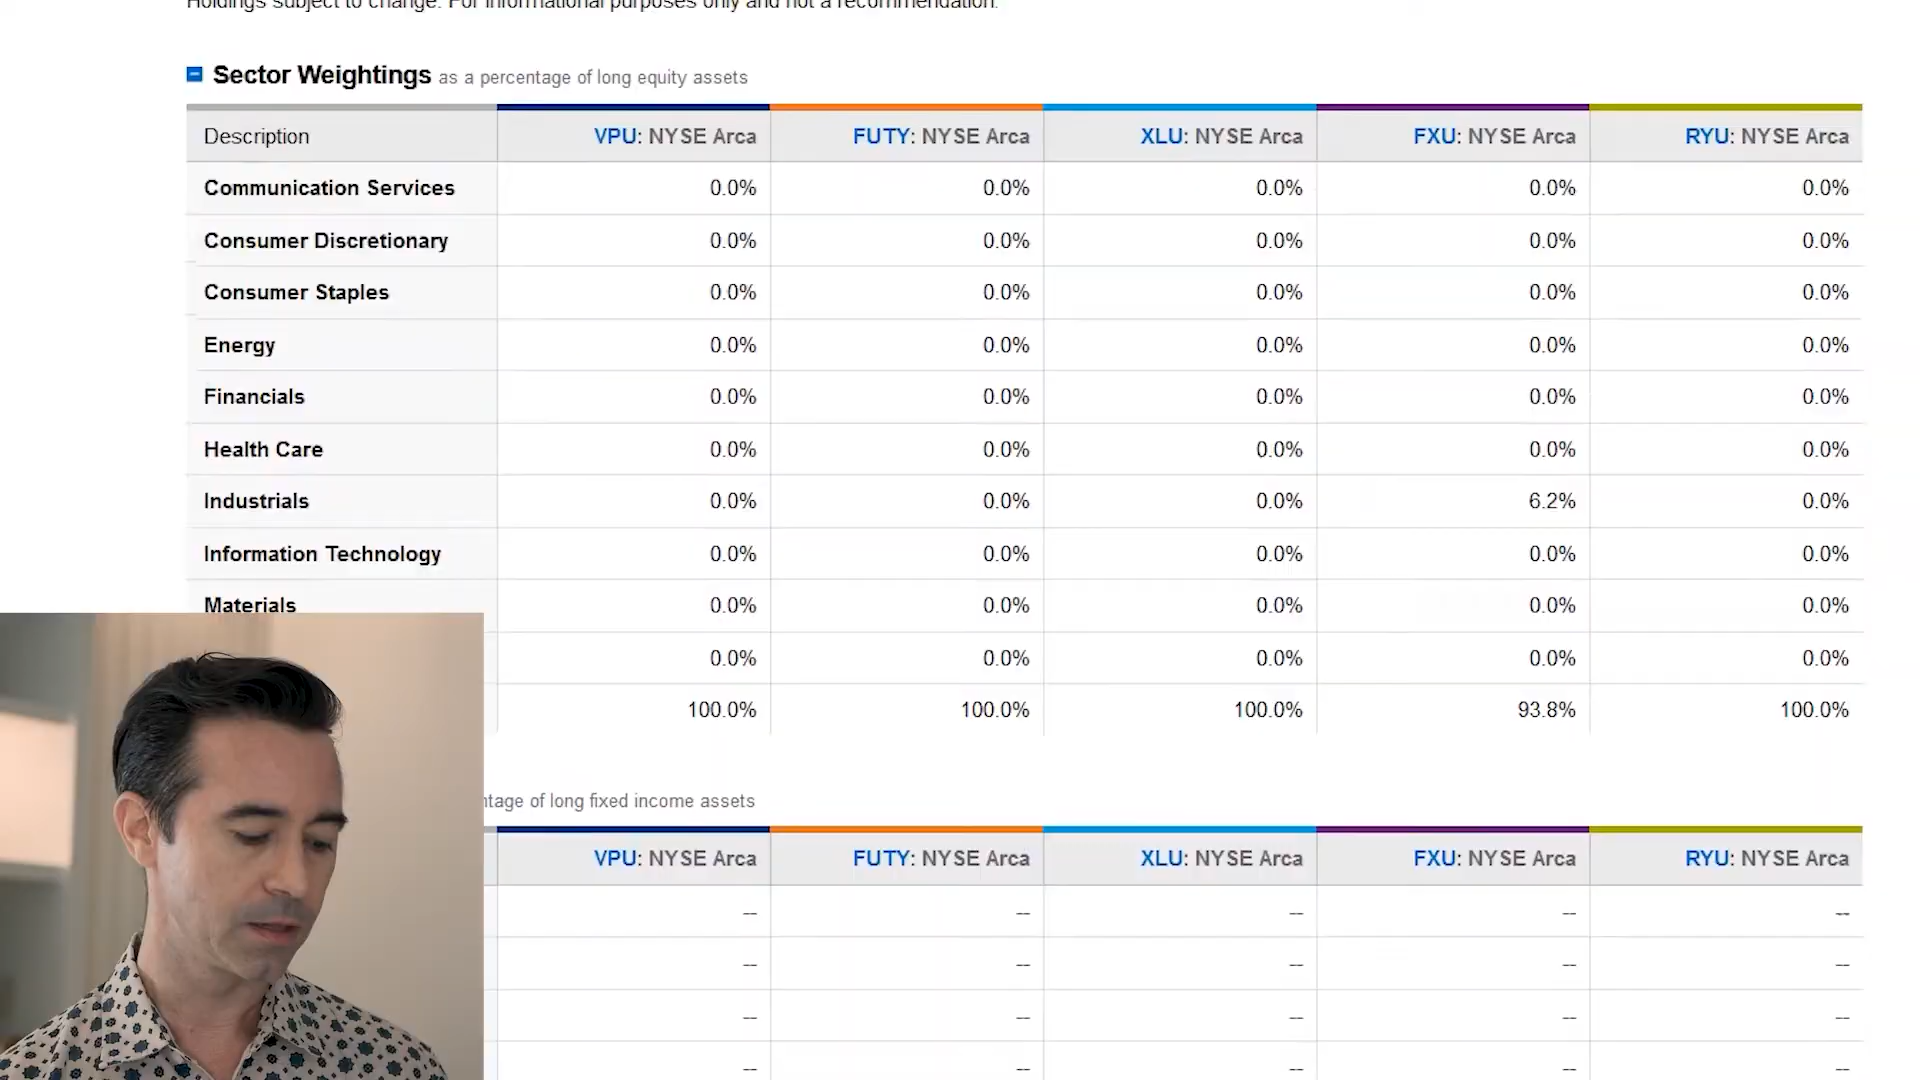 Holdings subject to change. For informational purposes only and not a recommendation.
Sector Weightings as a percentage of long equity assets
Description VPU: NYSE Arca FUTY: NYSE Arca XLU: NYSE Arca FXU: NYSE Arca RYU: NYSE Arca
Communication Services 0.0% 0.0% 0.0% 0.0% 0.0%
Consumer Discretionary 0.0% 0.0% 0.0% 0.0% 0.0%
Consumer Staples 0.0% 0.0% 0.0% 0.0% 0.0%
Energy 0.0% 0.0% 0.0% 0.0% 0.0%
Financials 0.0% 0.0% 0.0% 0.0% 0.0%
Health Care 0.0% 0.0% 0.0% 0.0% 0.0%
Industrials 0.0% 0.0% 0.0% 6.2% 0.0%
Information Technology 0.0% 0.0% 0.0% 0.0% 0.0%
Materials 0.0% 0.0% 0.0% 0.0% 0.0%
0.0% 0.0% 0.0% 0.0% 0.0%
100.0% 100.0% 100.0% 93.8% 100.0%
ntage of long fixed income assets
VPU: NYSE Arca FUTY: NYSE Arca XLU: NYSE Arca FXU: NYSE Arca RYU: NYSE Arca
-- -- -- -- --
-- -- -- -- --
-- -- -- -- --
-- -- -- -- --